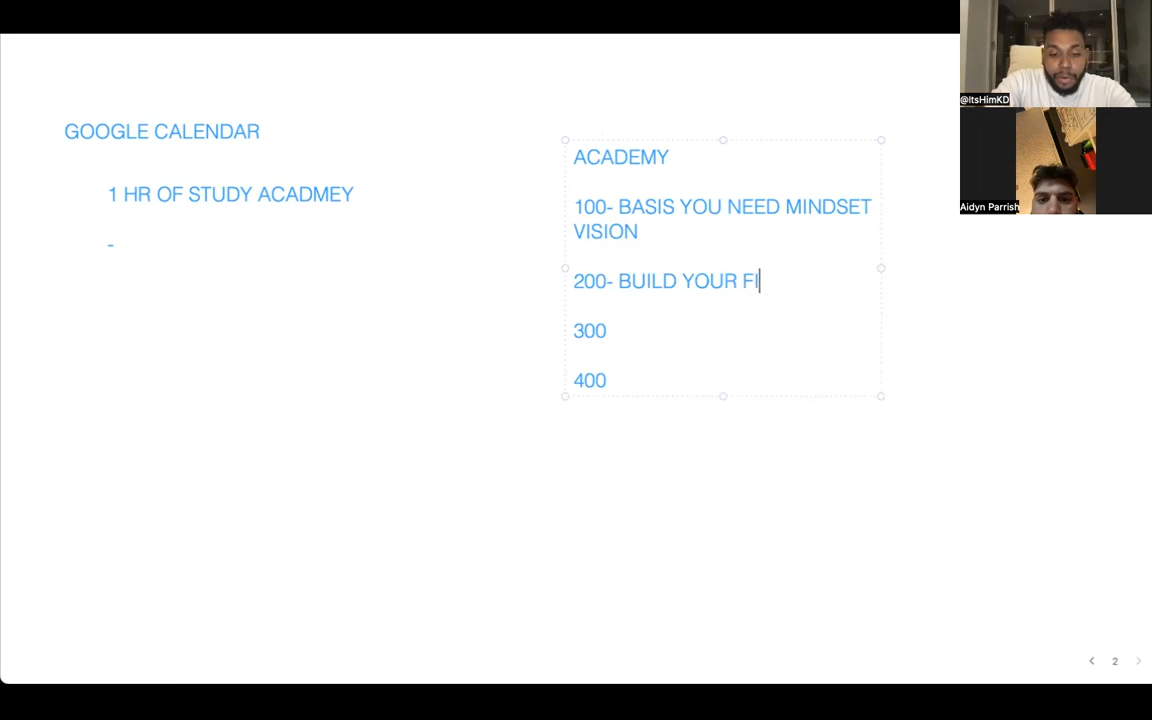 GOOGLE CALENDAR
1 HR OF STUDY ACADMEY
-
ACADEMY
100- BASIS YOU NEED MINDSET
VISION
200- BUILD YOUR FI
300
400
@ItsHimKD
Aidyn Parrish
2